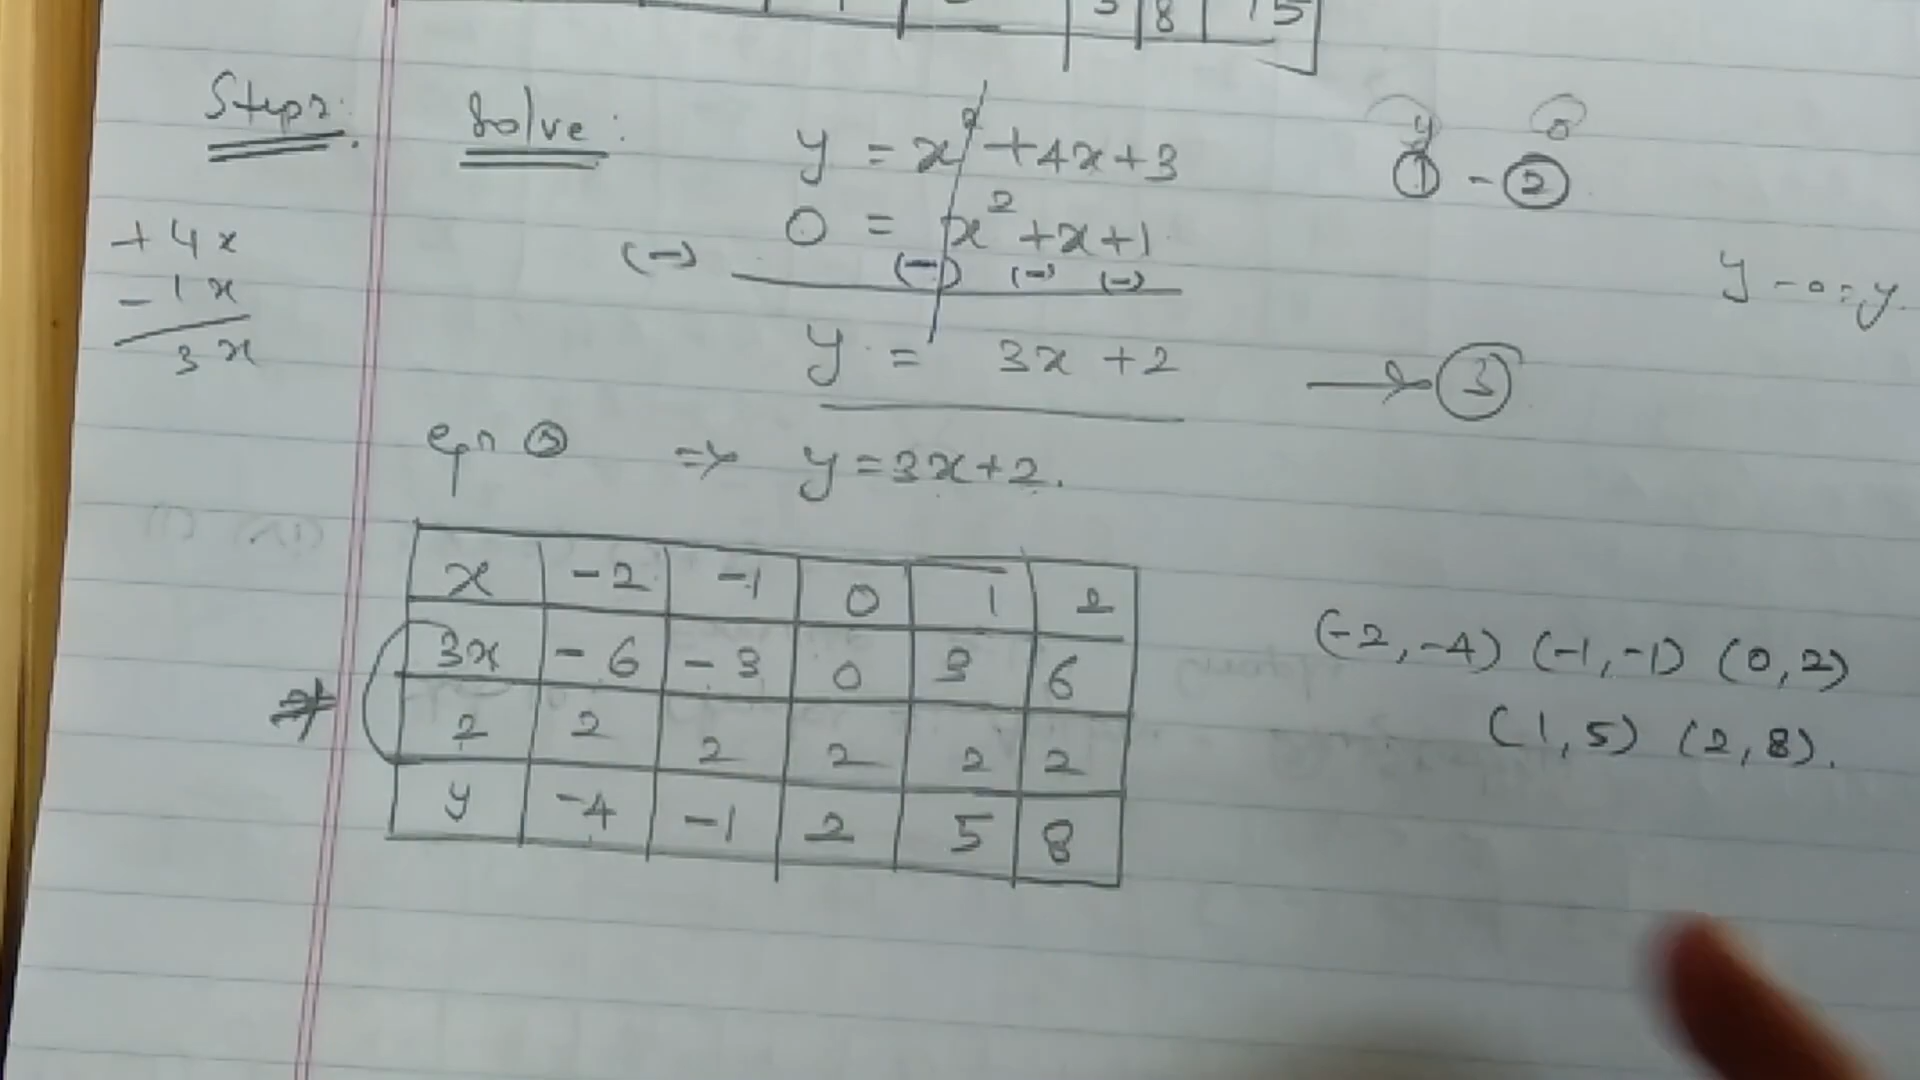 3 8 15
Steps:
Solve:
y = x² + 4x + 3
y 0
① - ②
0 = x² + x + 1
(-) (-) (-) (-)
y - 0 = y.
+ 4x
- 1x
3x
y = 3x + 2 → ③
eqn ③ => y = 3x + 2.
x -2 -1 0 1 2
3x -6 -3 0 3 6
2 2 2 2 2 2
y -4 -1 2 5 8
(-2, -4) (-1, -1) (0, 2)
(1, 5) (2, 8).